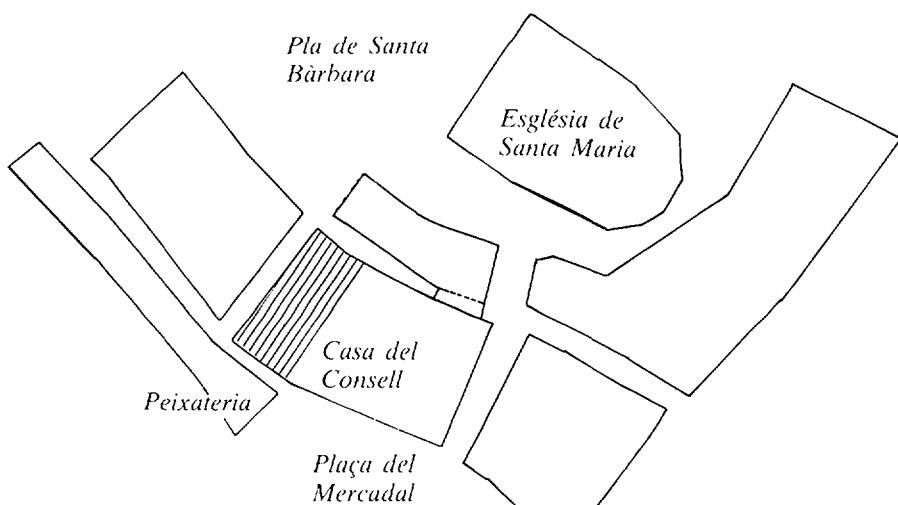 Pla de Santa
Bàrbara
Església de
Santa Maria
Casa del
Consell
Peixateria
Plaça del
Mercadal